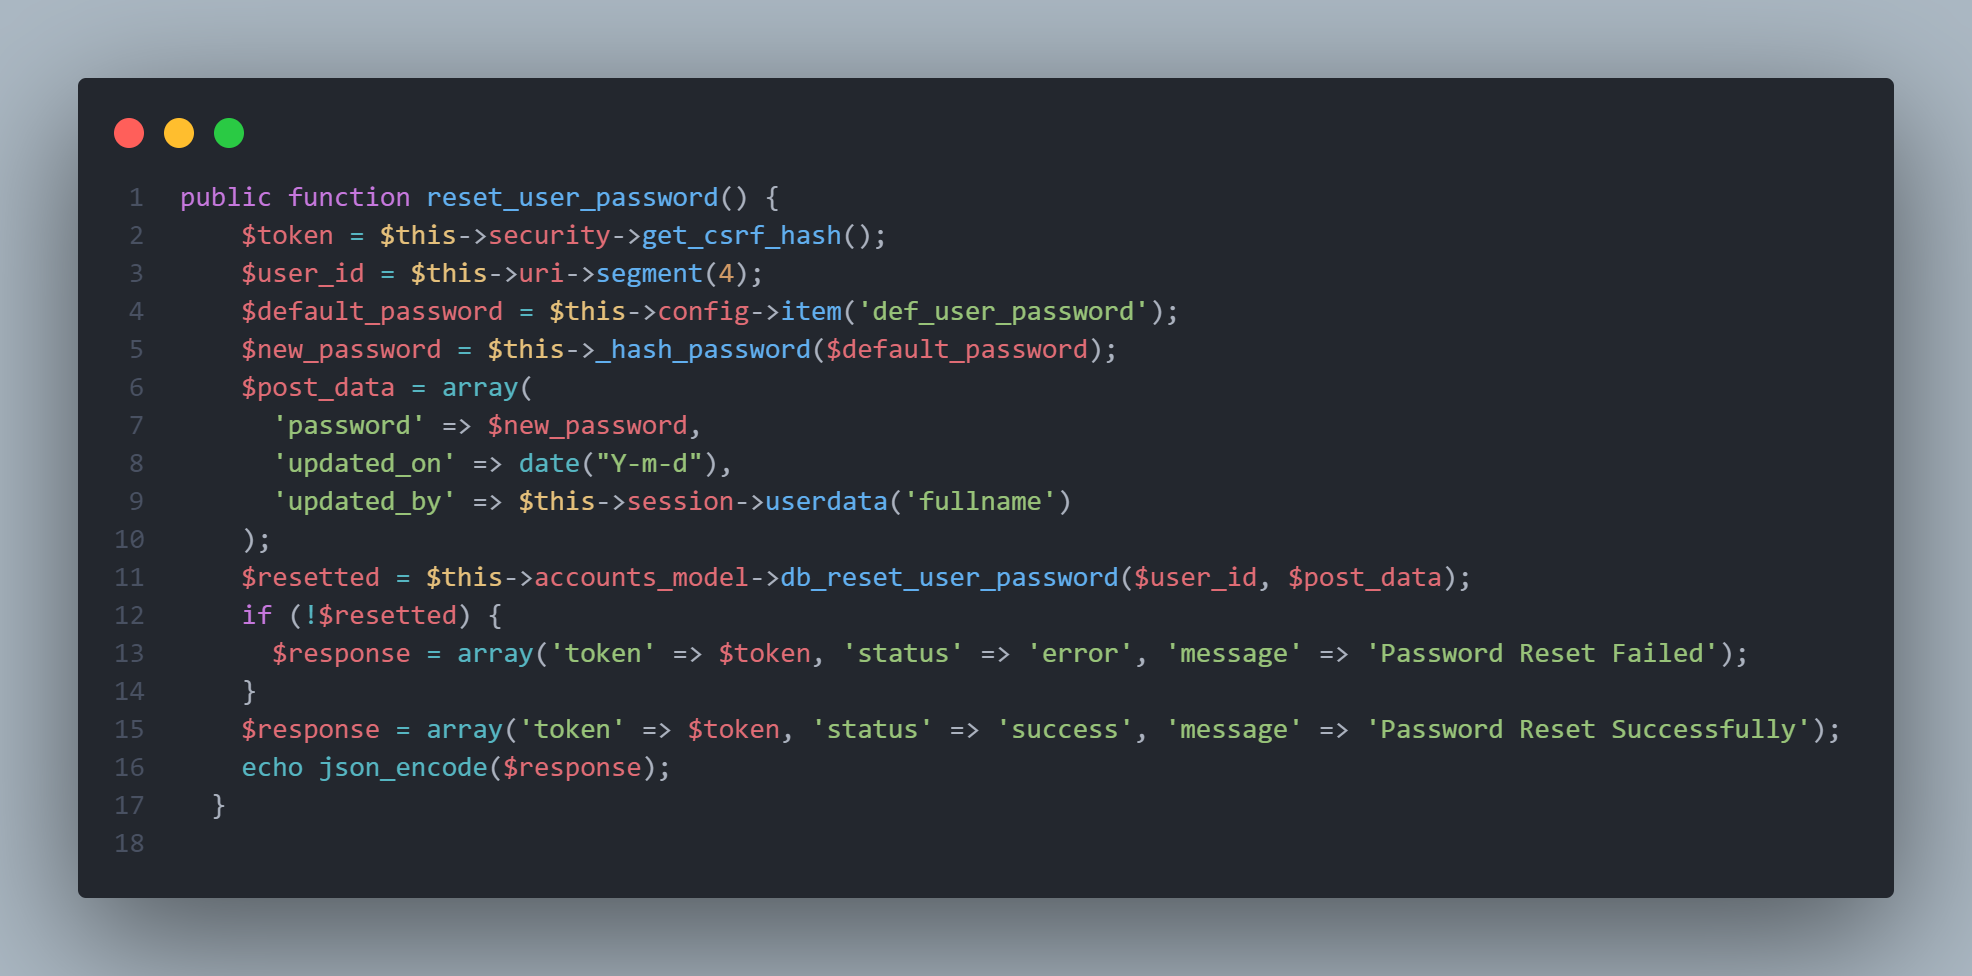 1 public function reset_user_password() {
2 $token = $this->security->get_csrf_hash();
3 $user_id = $this->uri->segment(4);
4 $default_password = $this->config->item('def_user_password');
5 $new_password = $this->_hash_password($default_password);
6 $post_data = array(
7 'password' => $new_password,
8 'updated_on' => date("Y-m-d"),
9 'updated_by' => $this->session->userdata('fullname')
10 );
11 $resetted = $this->accounts_model->db_reset_user_password($user_id, $post_data);
12 if (!$resetted) {
13 $response = array('token' => $token, 'status' => 'error', 'message' => 'Password Reset Failed');
14 }
15 $response = array('token' => $token, 'status' => 'success', 'message' => 'Password Reset Successfully');
16 echo json_encode($response);
17 }
18